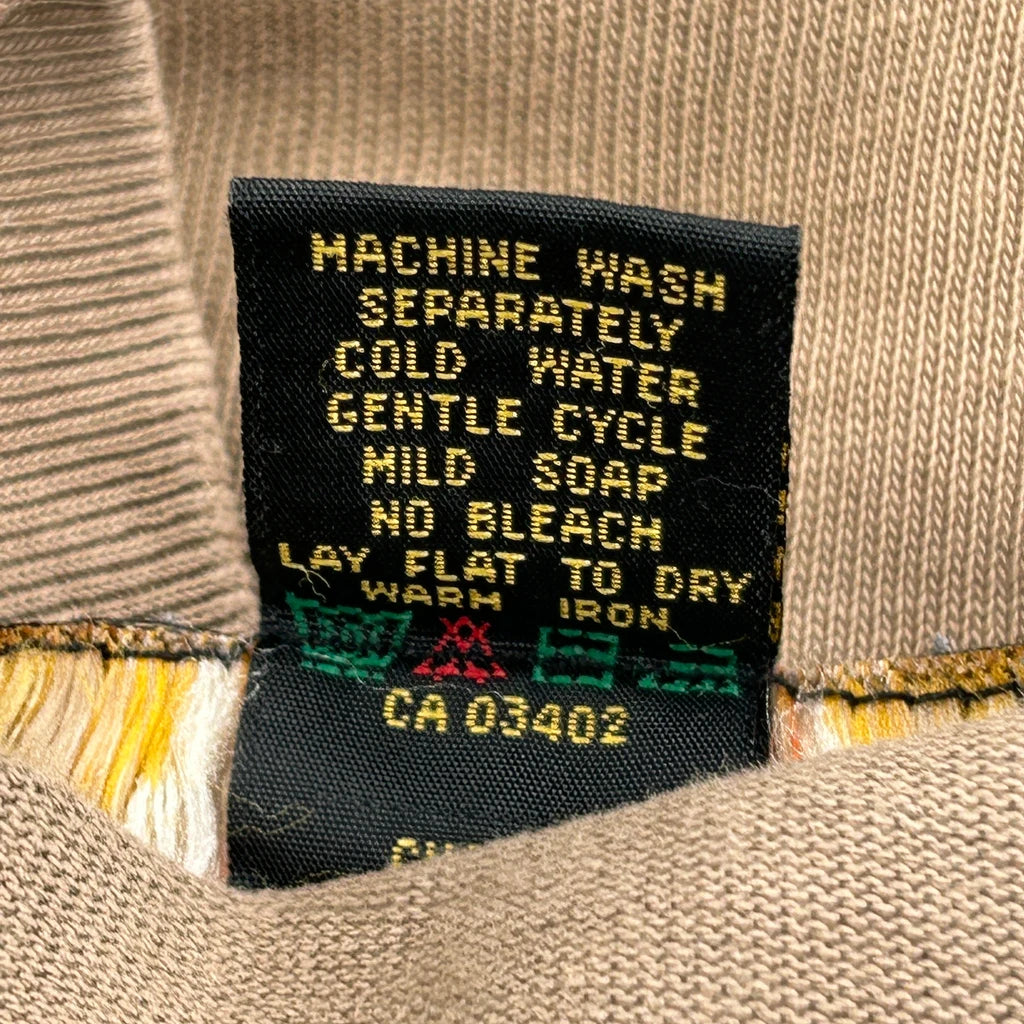 MACHINE WASH
SEPARATELY
COLD WATER
GENTLE CYCLE
MILD SOAP
NO BLEACH
LAY FLAT TO DRY
WARM IRON
CA 03402